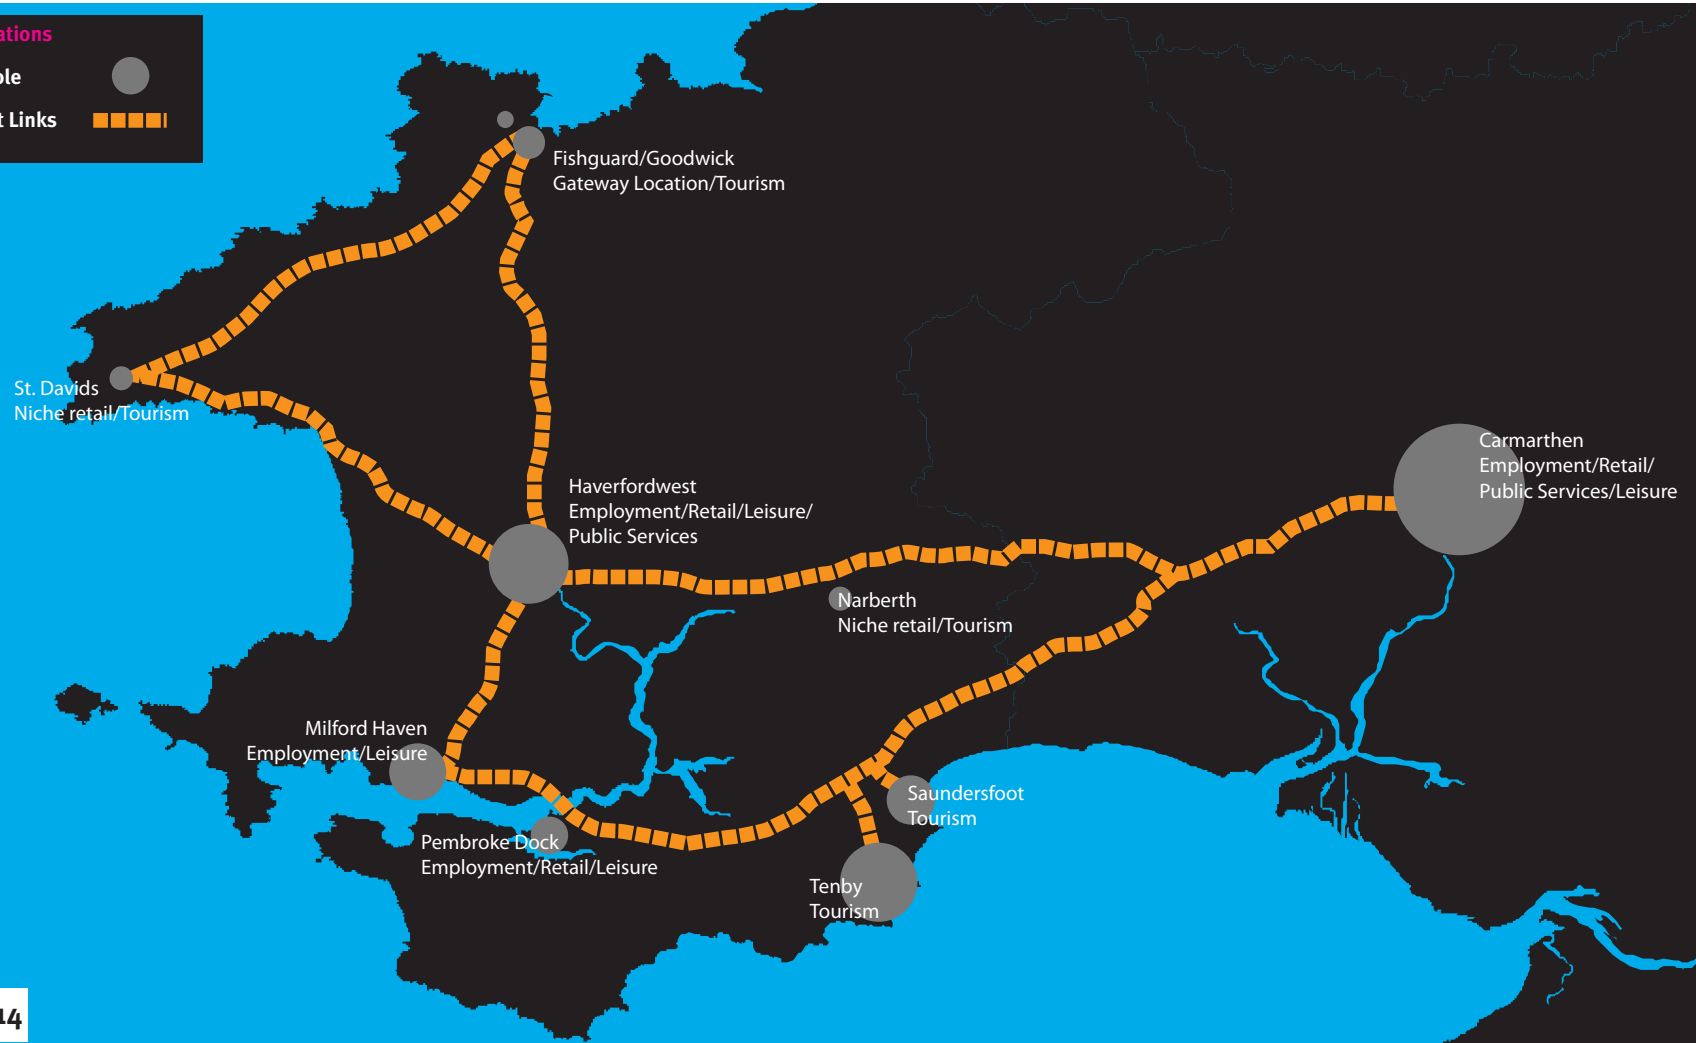 ations
ole
t Links
Fishguard/Goodwick
Gateway Location/Tourism
St. Davids
Niche retail/Tourism
Haverfordwest
Employment/Retail/Leisure/
Public Services
Carmarthen
Employment/Retail/
Public Services/Leisure
Narberth
Niche retail/Tourism
Milford Haven
Employment/Leisure
Saundersfoot
Tourism
Pembroke Dock
Employment/Retail/Leisure
Tenby
Tourism
14